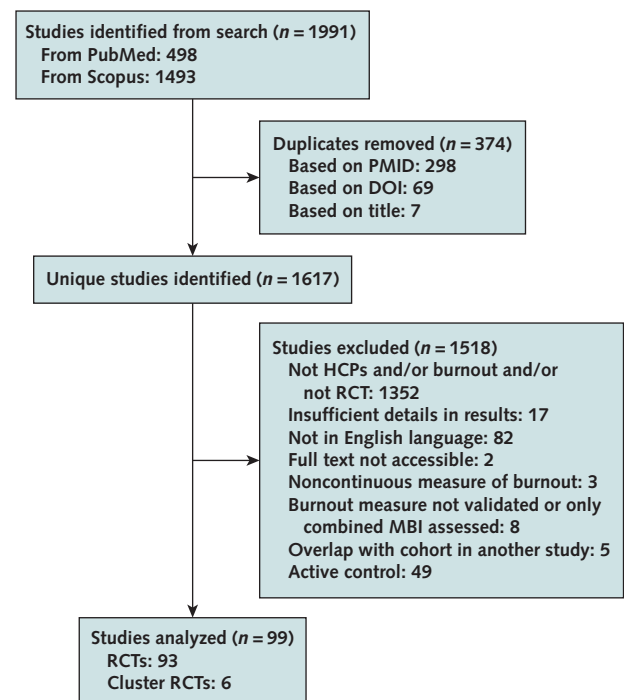 Studies identified from search (n = 1991)
From PubMed: 498
From Scopus: 1493
Duplicates removed (n = 374)
Based on PMID: 298
Based on DOI: 69
Based on title: 7
Unique studies identified (n = 1617)
Studies excluded (n = 1518)
Not HCPs and/or burnout and/or
not RCT: 1352
Insufficient details in results: 17
Not in English language: 82
Full text not accessible: 2
Noncontinuous measure of burnout: 3
Burnout measure not validated or only
combined MBI assessed: 8
Overlap with cohort in another study: 5
Active control: 49
Studies analyzed (n = 99)
RCTs: 93
Cluster RCTs: 6